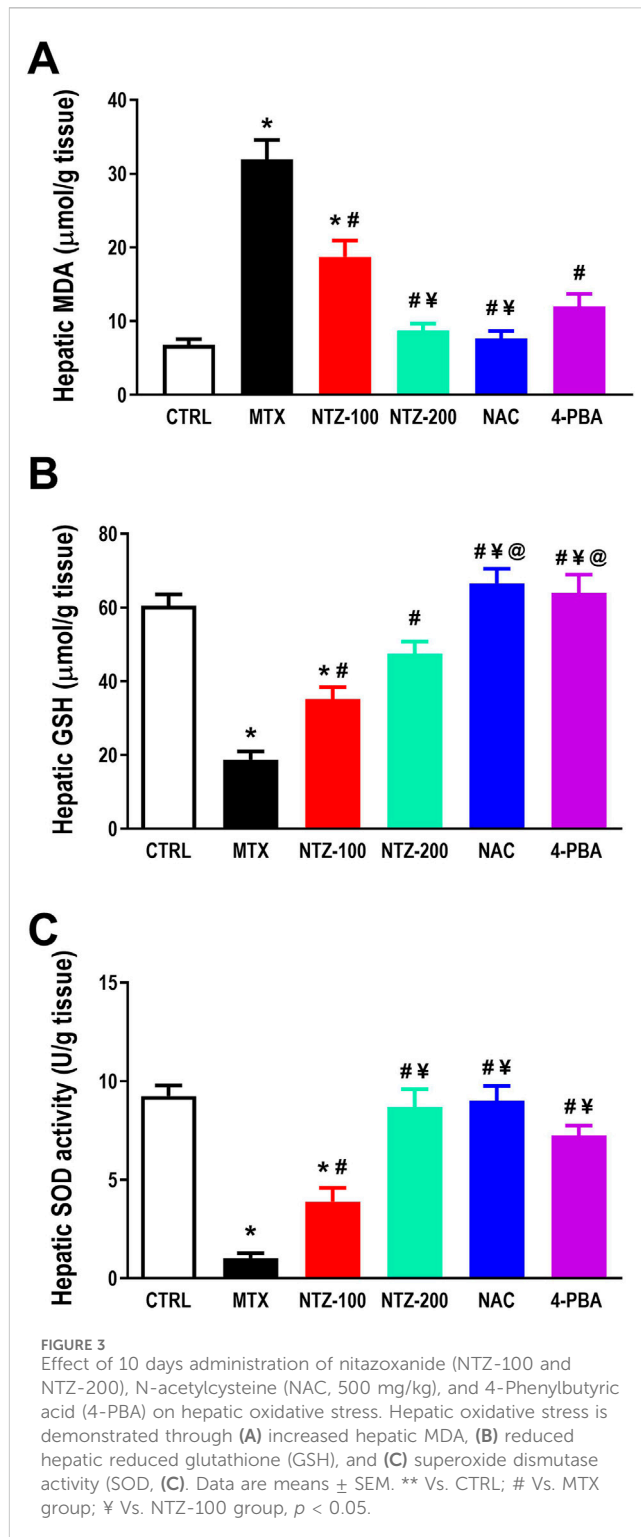 A
Hepatic MDA (μmol/g tissue)
40
30
20
10
0
*
* #
# ¥
# ¥
#
CTRL MTX NTZ-100 NTZ-200 NAC 4-PBA
B
Hepatic GSH (μmol/g tissue)
80
60
40
20
0
*
* #
#
# ¥ @
# ¥ @
CTRL MTX NTZ-100 NTZ-200 NAC 4-PBA
C
Hepatic SOD activity (U/g tissue)
15
10
5
0
*
* #
# ¥
# ¥
# ¥
CTRL MTX NTZ-100 NTZ-200 NAC 4-PBA
FIGURE 3
Effect of 10 days administration of nitazoxanide (NTZ-100 and
NTZ-200), N-acetylcysteine (NAC, 500 mg/kg), and 4-Phenylbutyric
acid (4-PBA) on hepatic oxidative stress. Hepatic oxidative stress is
demonstrated through (A) increased hepatic MDA, (B) reduced
hepatic reduced glutathione (GSH), and (C) superoxide dismutase
activity (SOD, (C). Data are means ± SEM. ** Vs. CTRL; # Vs. MTX
group; ¥ Vs. NTZ-100 group, p < 0.05.